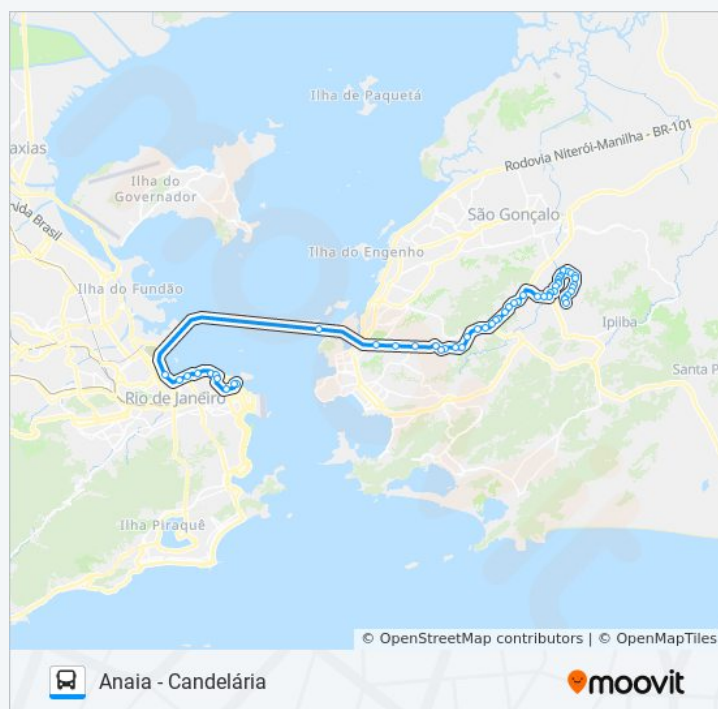 Ilha de Paquetá
axias
Rodovia Niterói-Manilha - BR-101
Ilha do
Governador
São Gonçalo
nida Brasil
Ilha do Engenho
Ilha do Fundão
Ipiiba
Santa P
Rio de Janeiro
Ilha Piraquê
© OpenStreetMap contributors | © OpenMapTiles
Anaia - Candelária
moovit